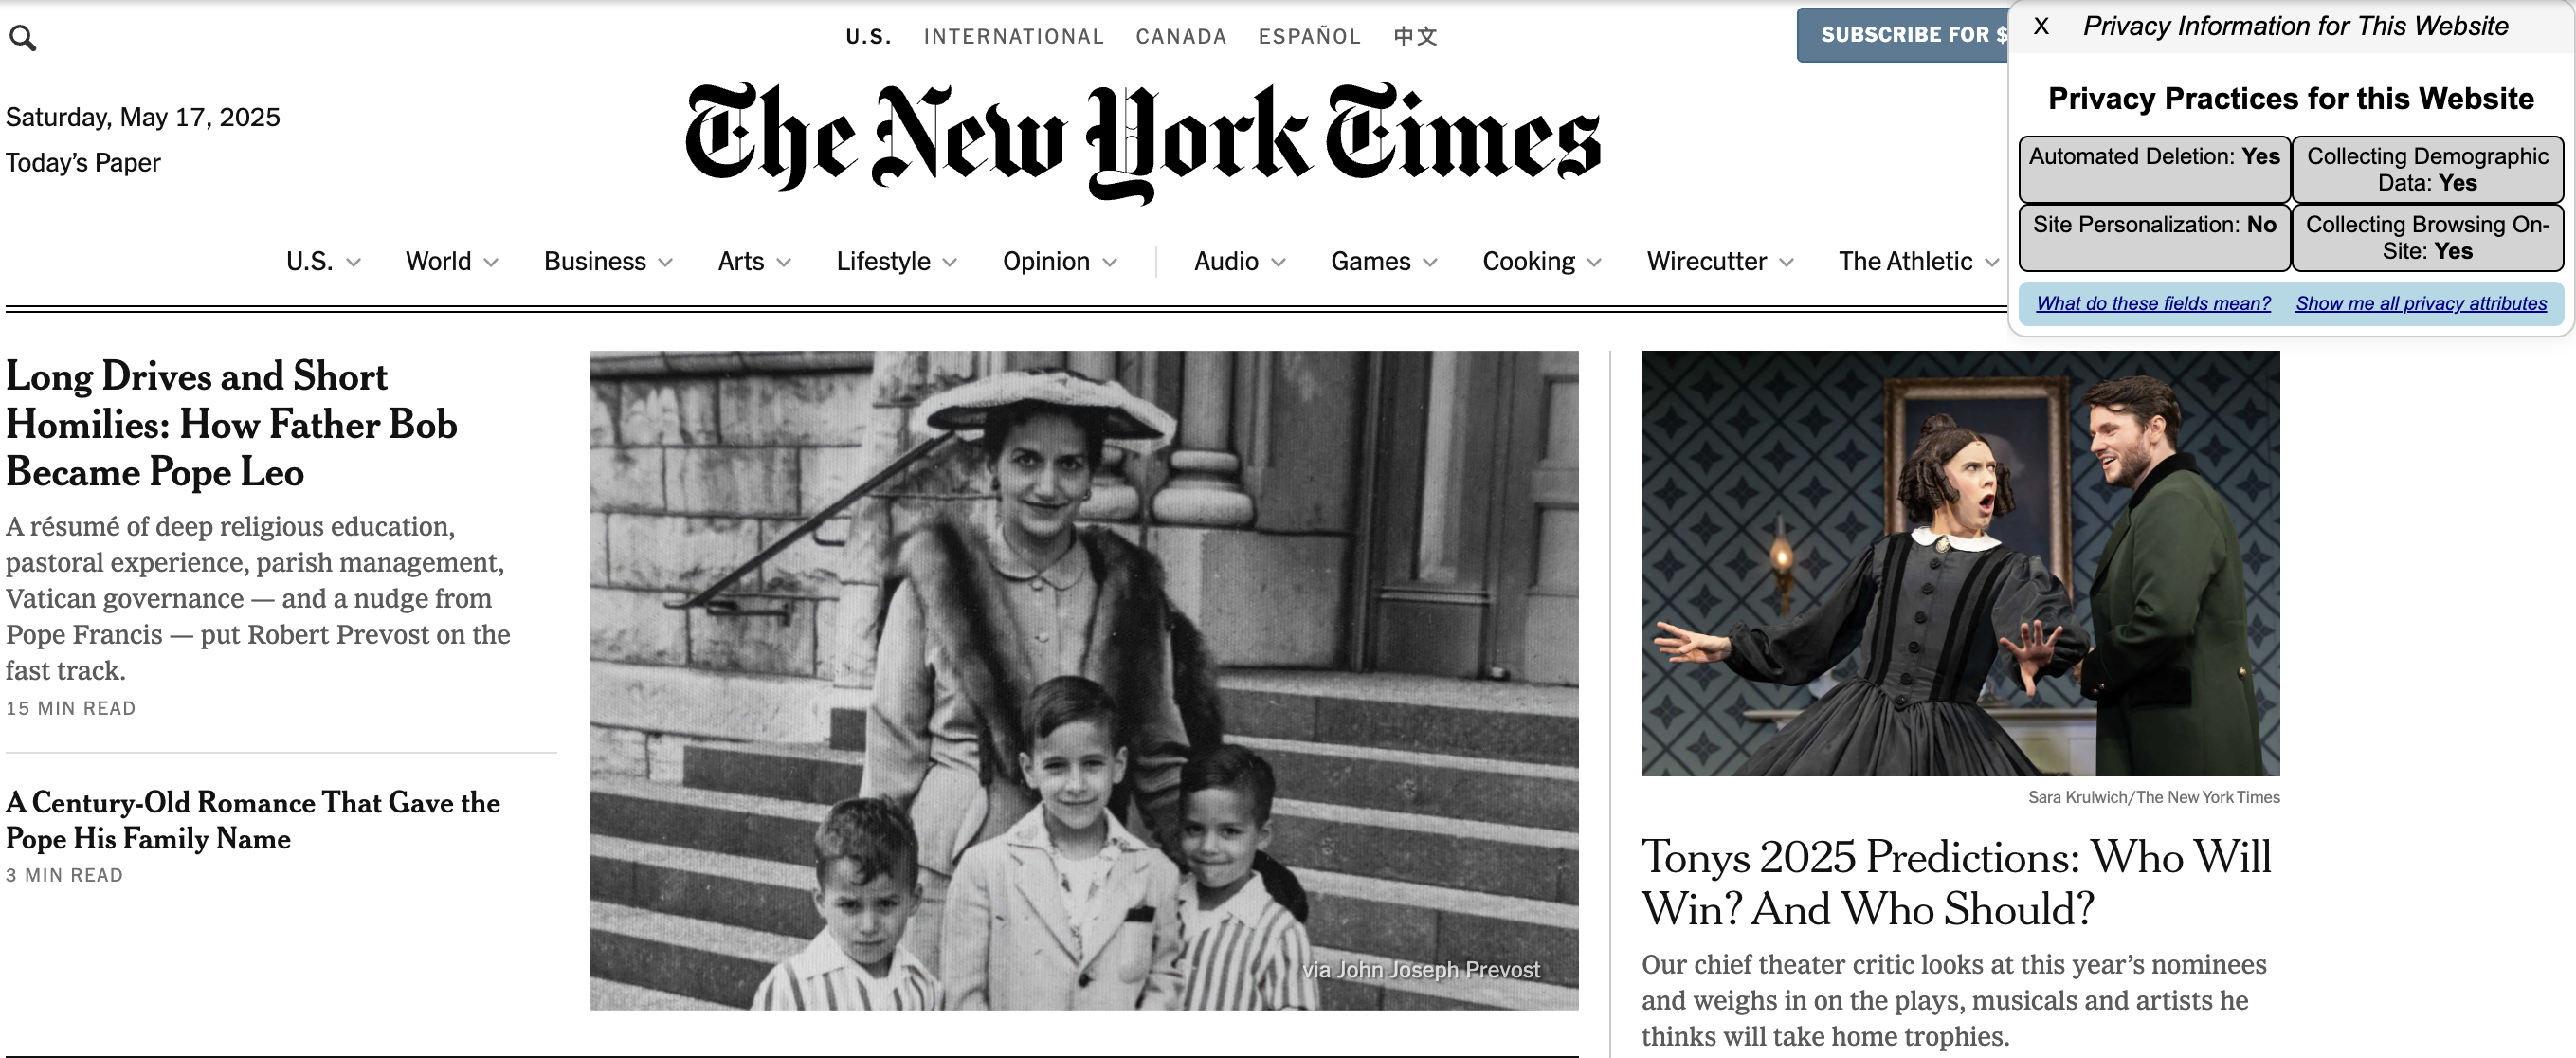 U.S. INTERNATIONAL CANADA ESPAÑOL 中文
SUBSCRIBE FOR $
Saturday, May 17, 2025
Today's Paper
The New York Times
U.S. World Business Arts Lifestyle Opinion Audio Games Cooking Wirecutter The Athletic
X Privacy Information for This Website
Privacy Practices for this Website
Automated Deletion: Yes
Collecting Demographic
Data: Yes
Site Personalization: No
Collecting Browsing On-
Site: Yes
What do these fields mean? Show me all privacy attributes
Long Drives and Short
Homilies: How Father Bob
Became Pope Leo
A résumé of deep religious education,
pastoral experience, parish management,
Vatican governance — and a nudge from
Pope Francis — put Robert Prevost on the
fast track.
15 MIN READ
A Century-Old Romance That Gave the
Pope His Family Name
3 MIN READ
via John Joseph Prevost
Sara Krulwich/The New York Times
Tonys 2025 Predictions: Who Will
Win? And Who Should?
Our chief theater critic looks at this year's nominees
and weighs in on the plays, musicals and artists he
thinks will take home trophies.